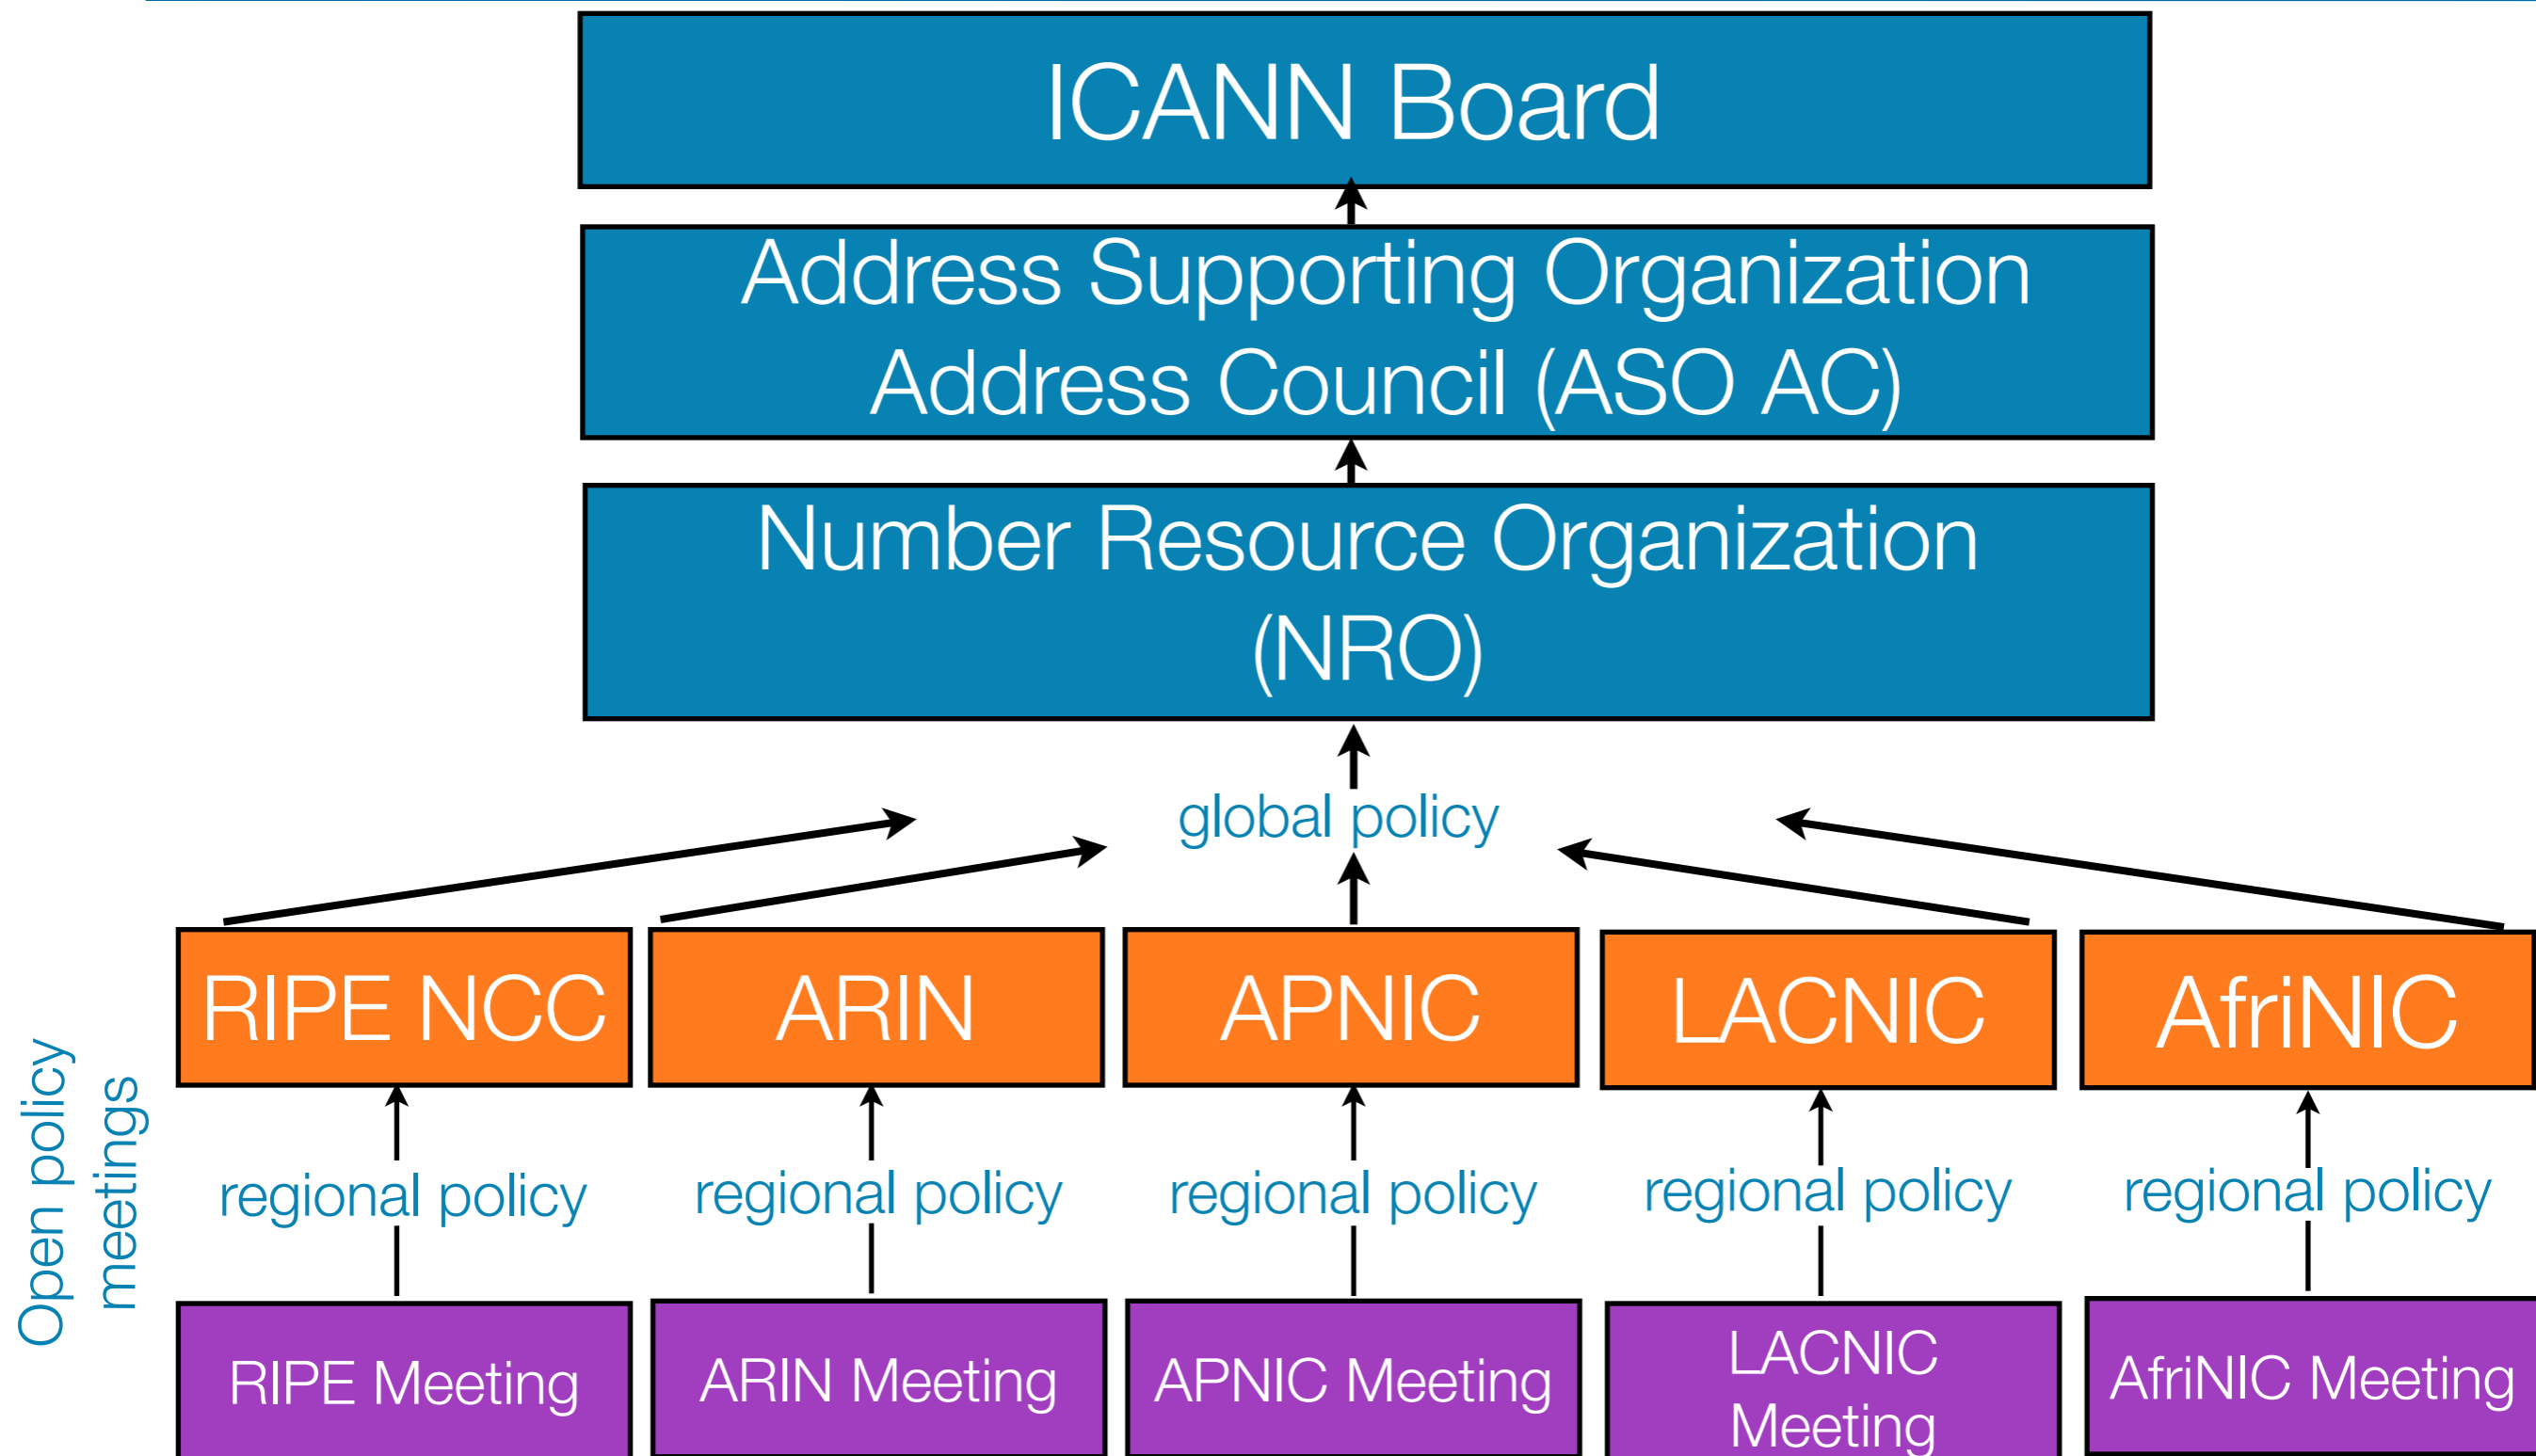 ICANN Board
Address Supporting Organization
Address Council (ASO AC)
Number Resource Organization
(NRO)
global policy
RIPE NCC
ARIN
APNIC
LACNIC
AfriNIC
Open policy
meetings
regional policy
regional policy
regional policy
regional policy
regional policy
RIPE Meeting
ARIN Meeting
APNIC Meeting
LACNIC
Meeting
AfriNIC Meeting